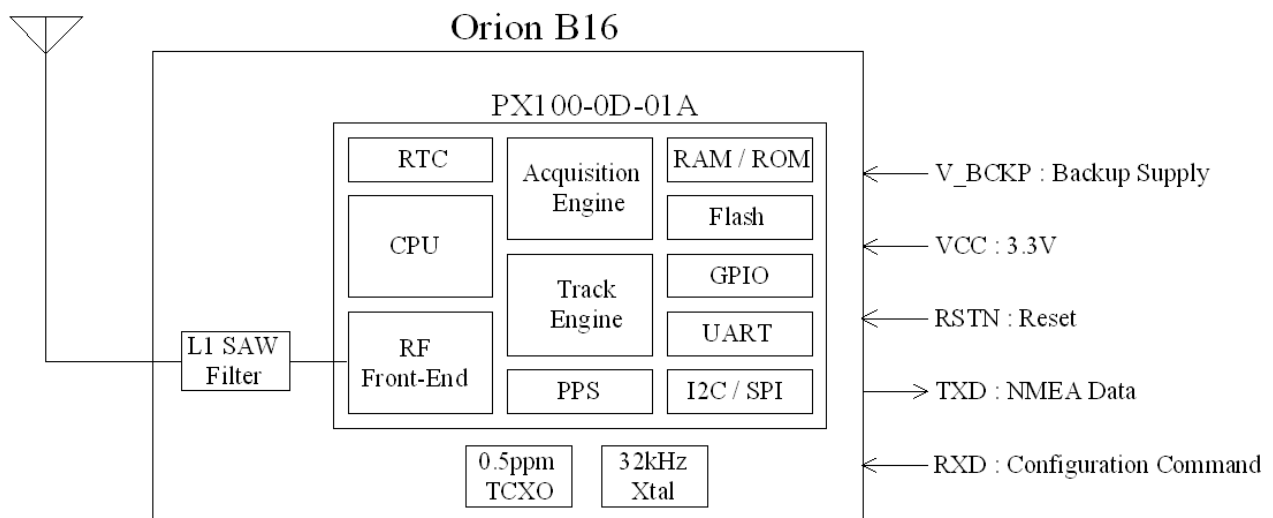 Orion B16
PX100-0D-01A
RTC
Acquisition
Engine
RAM / ROM
CPU
Flash
Track
Engine
GPIO
UART
L1 SAW
Filter
RF
Front-End
PPS
I2C / SPI
0.5ppm
TCXO
32kHz
Xtal
V_BCKP : Backup Supply
VCC : 3.3V
RSTN : Reset
TXD : NMEA Data
RXD : Configuration Command